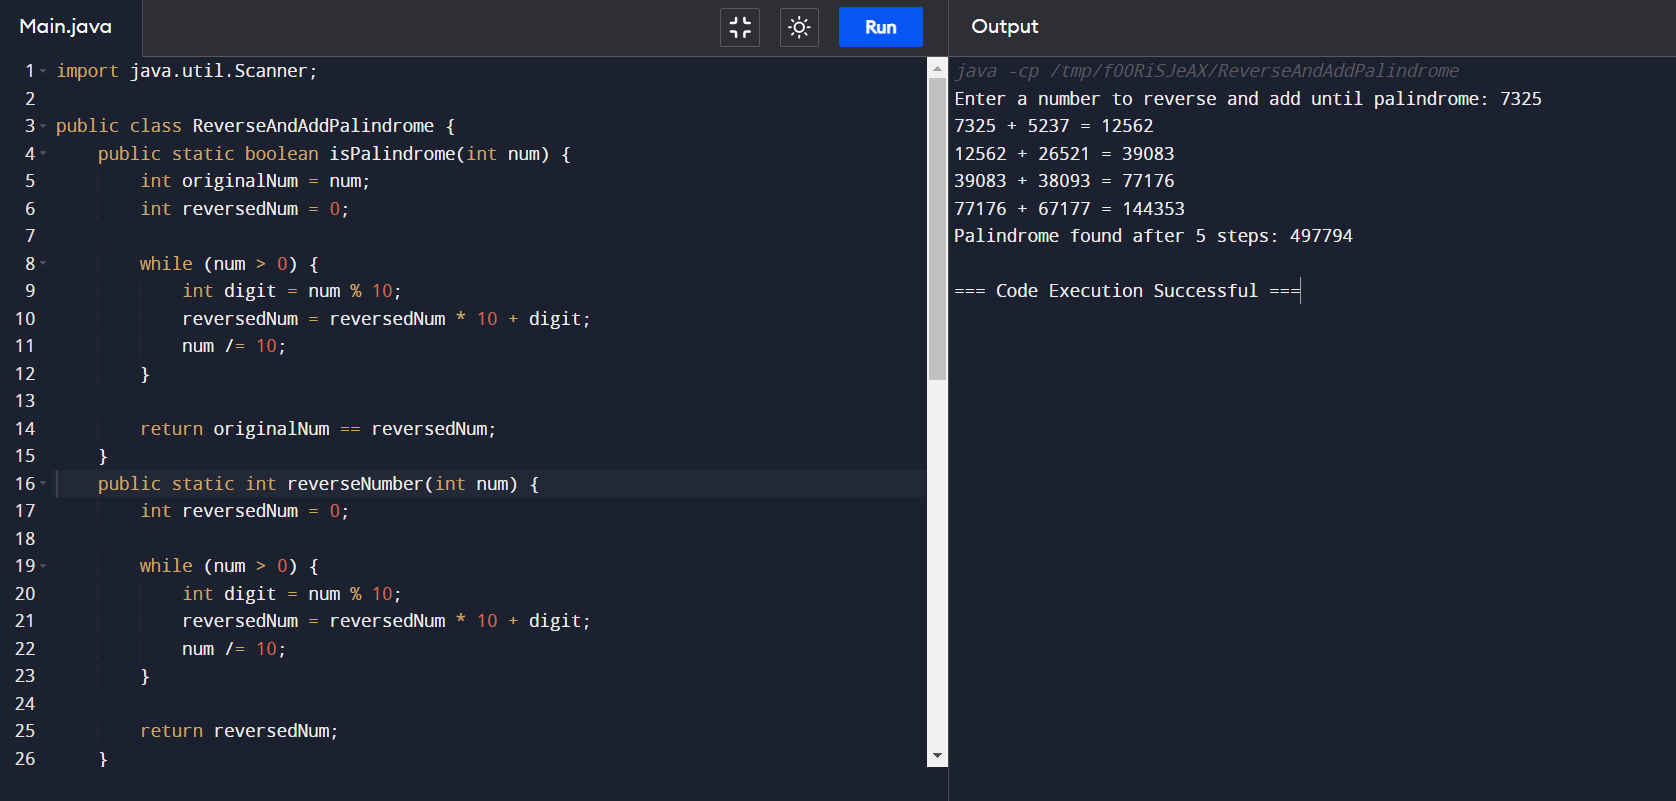 Main.java
Run
1 import java.util.Scanner;
2
3 public class ReverseAndAddPalindrome {
4     public static boolean isPalindrome(int num) {
5         int originalNum = num;
6         int reversedNum = 0;
7
8         while (num > 0) {
9             int digit = num % 10;
10             reversedNum = reversedNum * 10 + digit;
11             num /= 10;
12         }
13
14         return originalNum == reversedNum;
15     }
16     public static int reverseNumber(int num) {
17         int reversedNum = 0;
18
19         while (num > 0) {
20             int digit = num % 10;
21             reversedNum = reversedNum * 10 + digit;
22             num /= 10;
23         }
24
25         return reversedNum;
26     }
Output
java -cp /tmp/fOORiSJeAX/ReverseAndAddPalindrome
Enter a number to reverse and add until palindrome: 7325
7325 + 5237 = 12562
12562 + 26521 = 39083
39083 + 38093 = 77176
77176 + 67177 = 144353
Palindrome found after 5 steps: 497794
=== Code Execution Successful ===